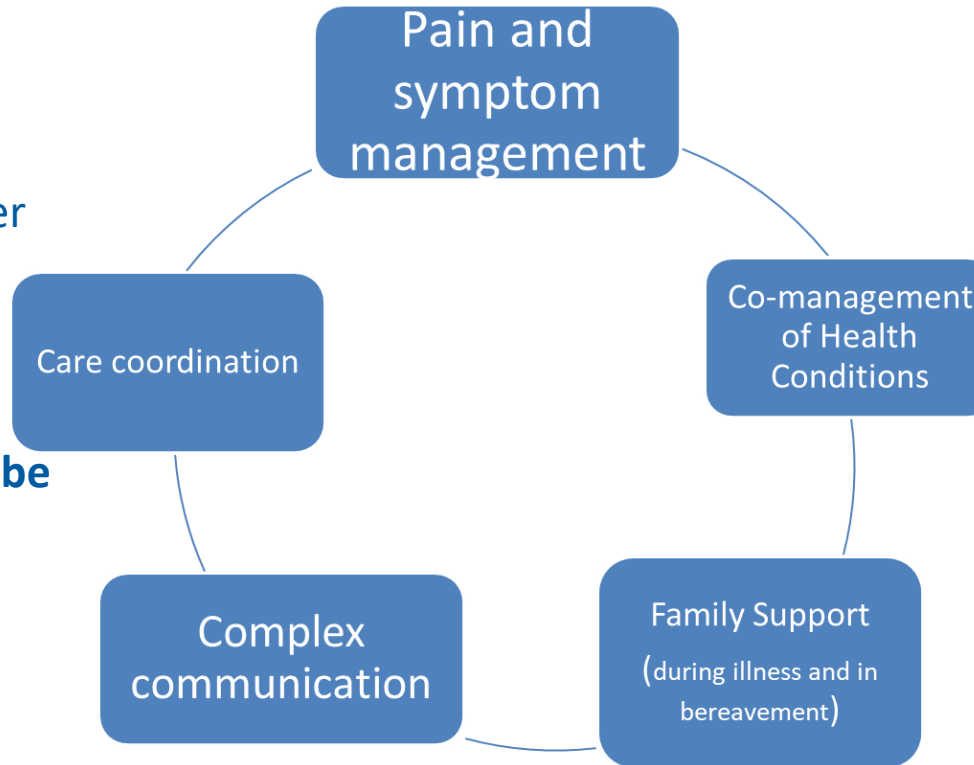 Pain and
symptom
management
er
Care coordination
Co-management
of Health
Conditions
be
Complex
communication
Family Support
(during illness and in
bereavement)